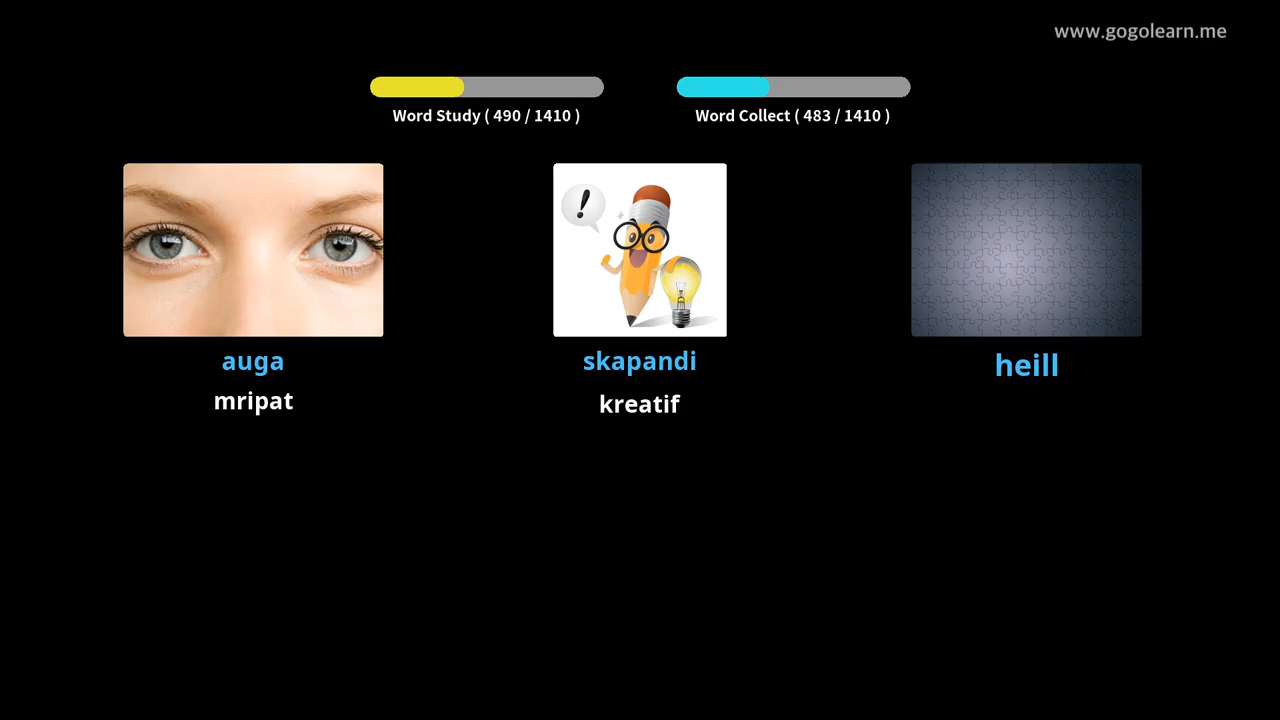 www.gogolearn.me
Word Study ( 490 / 1410 )
Word Collect ( 483 / 1410 )
!
auga
mripat
skapandi
kreatif
heill